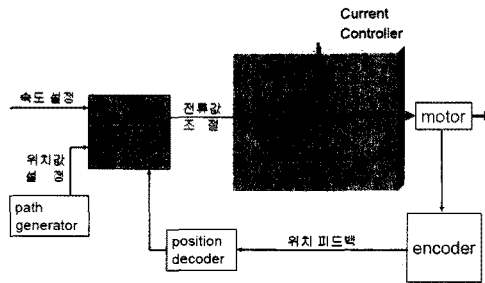 Current
Controller
속도 설정
전류값
조절
motor
위치값
설정
path
generator
position
decoder
위치 피드백
encoder